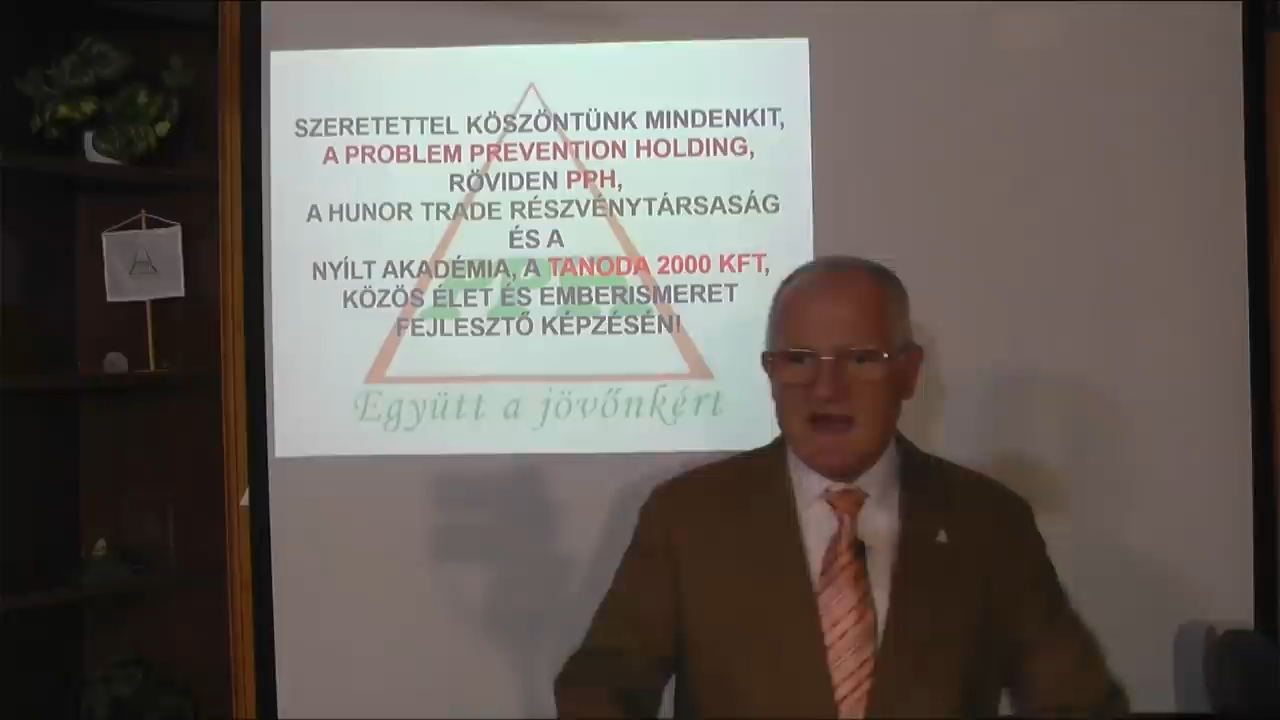 SZERETETTEL KÖSZÖNTÜNK MINDENKIT,
A PROBLEM PREVENTION HOLDING,
RÖVIDEN PPH,
A HUNOR TRADE RÉSZVÉNYTÁRSASÁG
ÉS A
NYÍLT AKADÉMIA, A TANODA 2000 KFT,
KÖZÖS ÉLET ÉS EMBERISMERET
FEJLESZTŐ KÉPZÉSÉN!
PPH
Együtt a jövőnkért